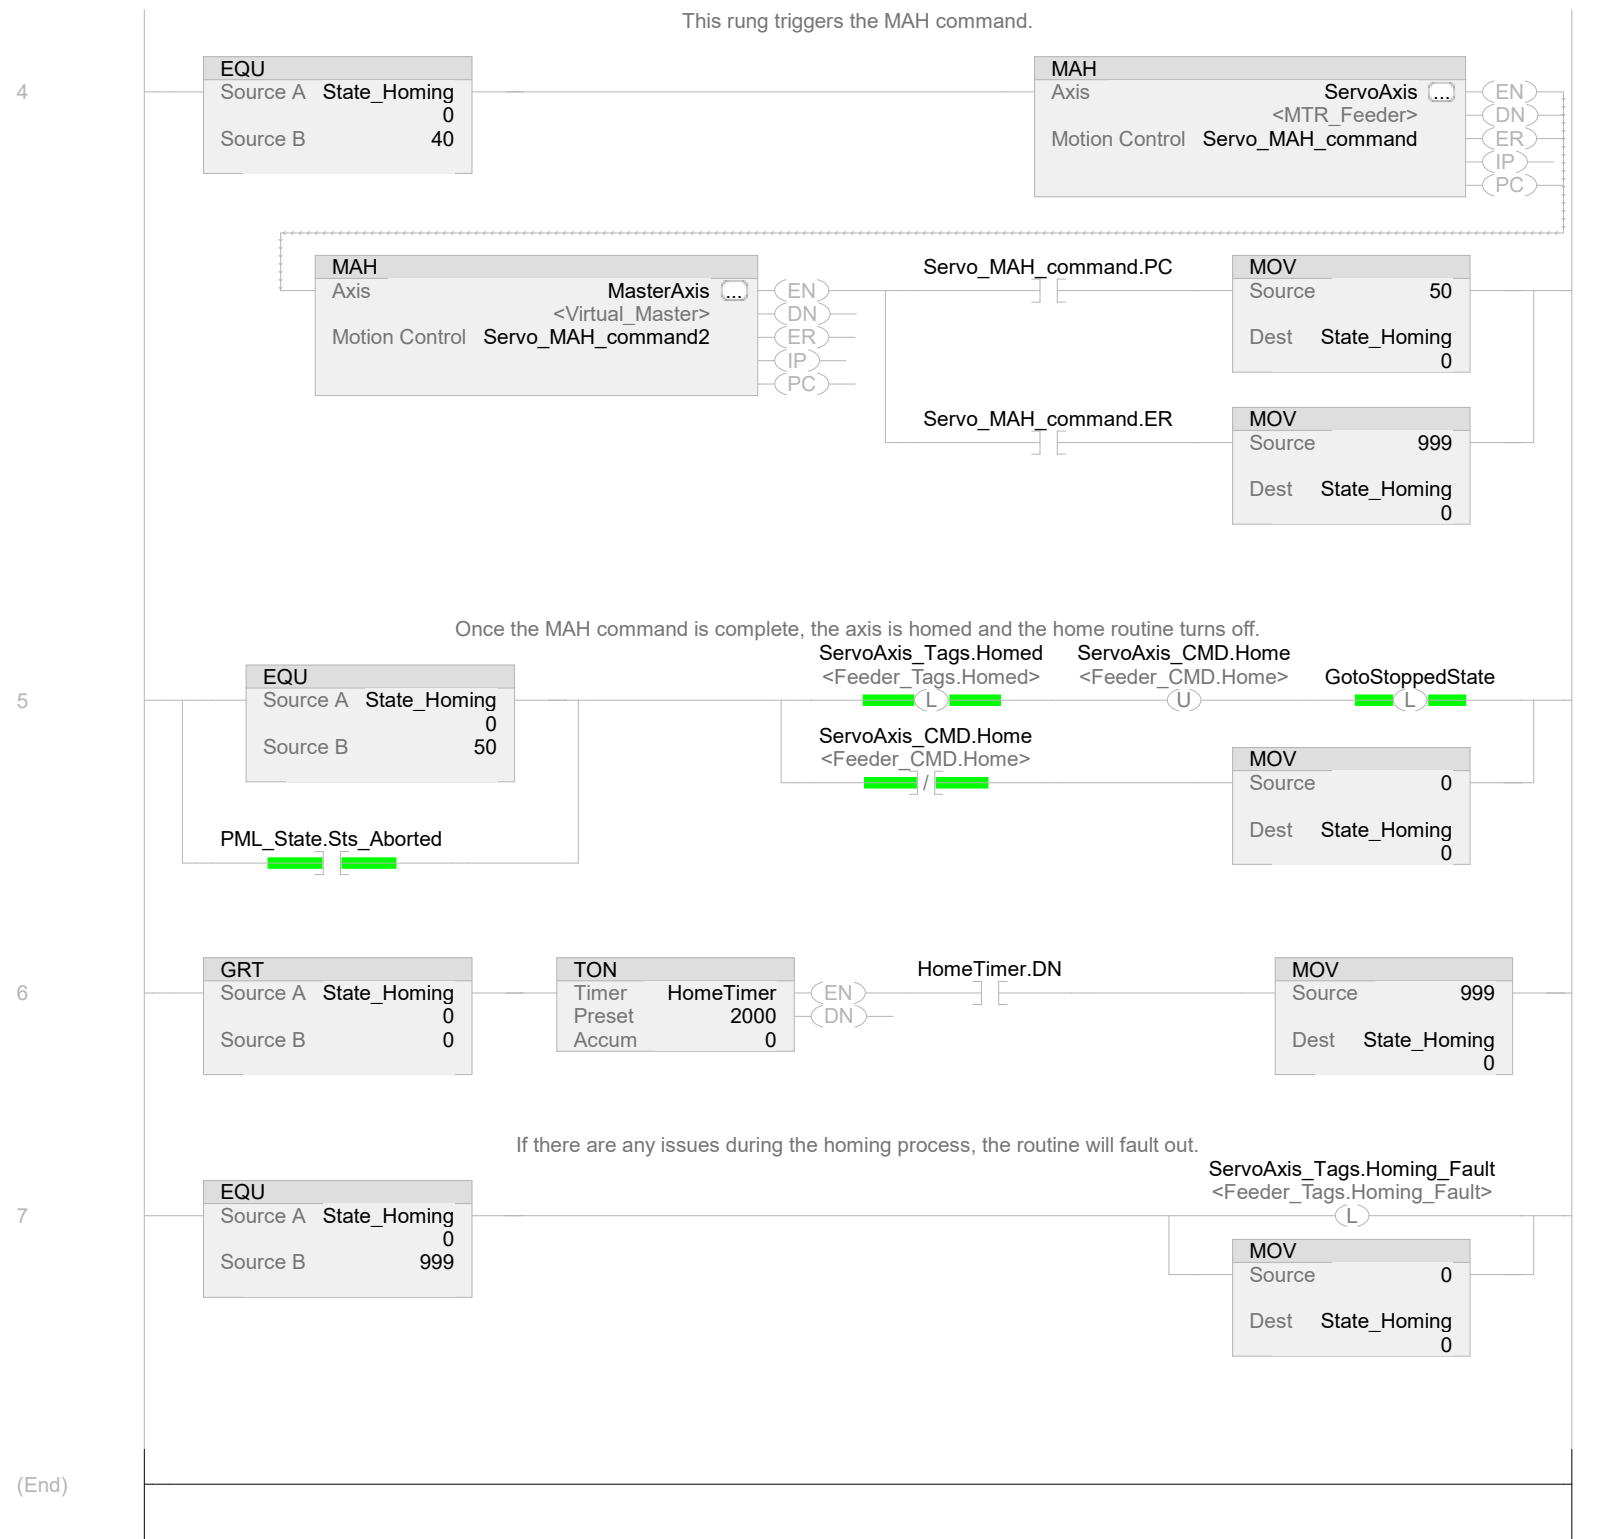 This rung triggers the MAH command.
4
EQU
Source A State_Homing
0
Source B 40
MAH
Axis ServoAxis ...
<MTR_Feeder>
Motion Control Servo_MAH_command
EN
DN
ER
IP
PC
MAH
Axis MasterAxis ...
<Virtual_Master>
Motion Control Servo_MAH_command2
EN
DN
ER
IP
PC
Servo_MAH_command.PC
MOV
Source 50
Dest State_Homing
0
Servo_MAH_command.ER
MOV
Source 999
Dest State_Homing
0
Once the MAH command is complete, the axis is homed and the home routine turns off.
5
EQU
Source A State_Homing
0
Source B 50
PML_State.Sts_Aborted
ServoAxis_Tags.Homed
<Feeder_Tags.Homed>
L
ServoAxis_CMD.Home
<Feeder_CMD.Home>
U
GotoStoppedState
L
ServoAxis_CMD.Home
<Feeder_CMD.Home>
/
MOV
Source 0
Dest State_Homing
0
6
GRT
Source A State_Homing
0
Source B 0
TON
Timer HomeTimer
Preset 2000
Accum 0
EN
DN
HomeTimer.DN
MOV
Source 999
Dest State_Homing
0
If there are any issues during the homing process, the routine will fault out.
7
EQU
Source A State_Homing
0
Source B 999
ServoAxis_Tags.Homing_Fault
<Feeder_Tags.Homing_Fault>
L
MOV
Source 0
Dest State_Homing
0
(End)